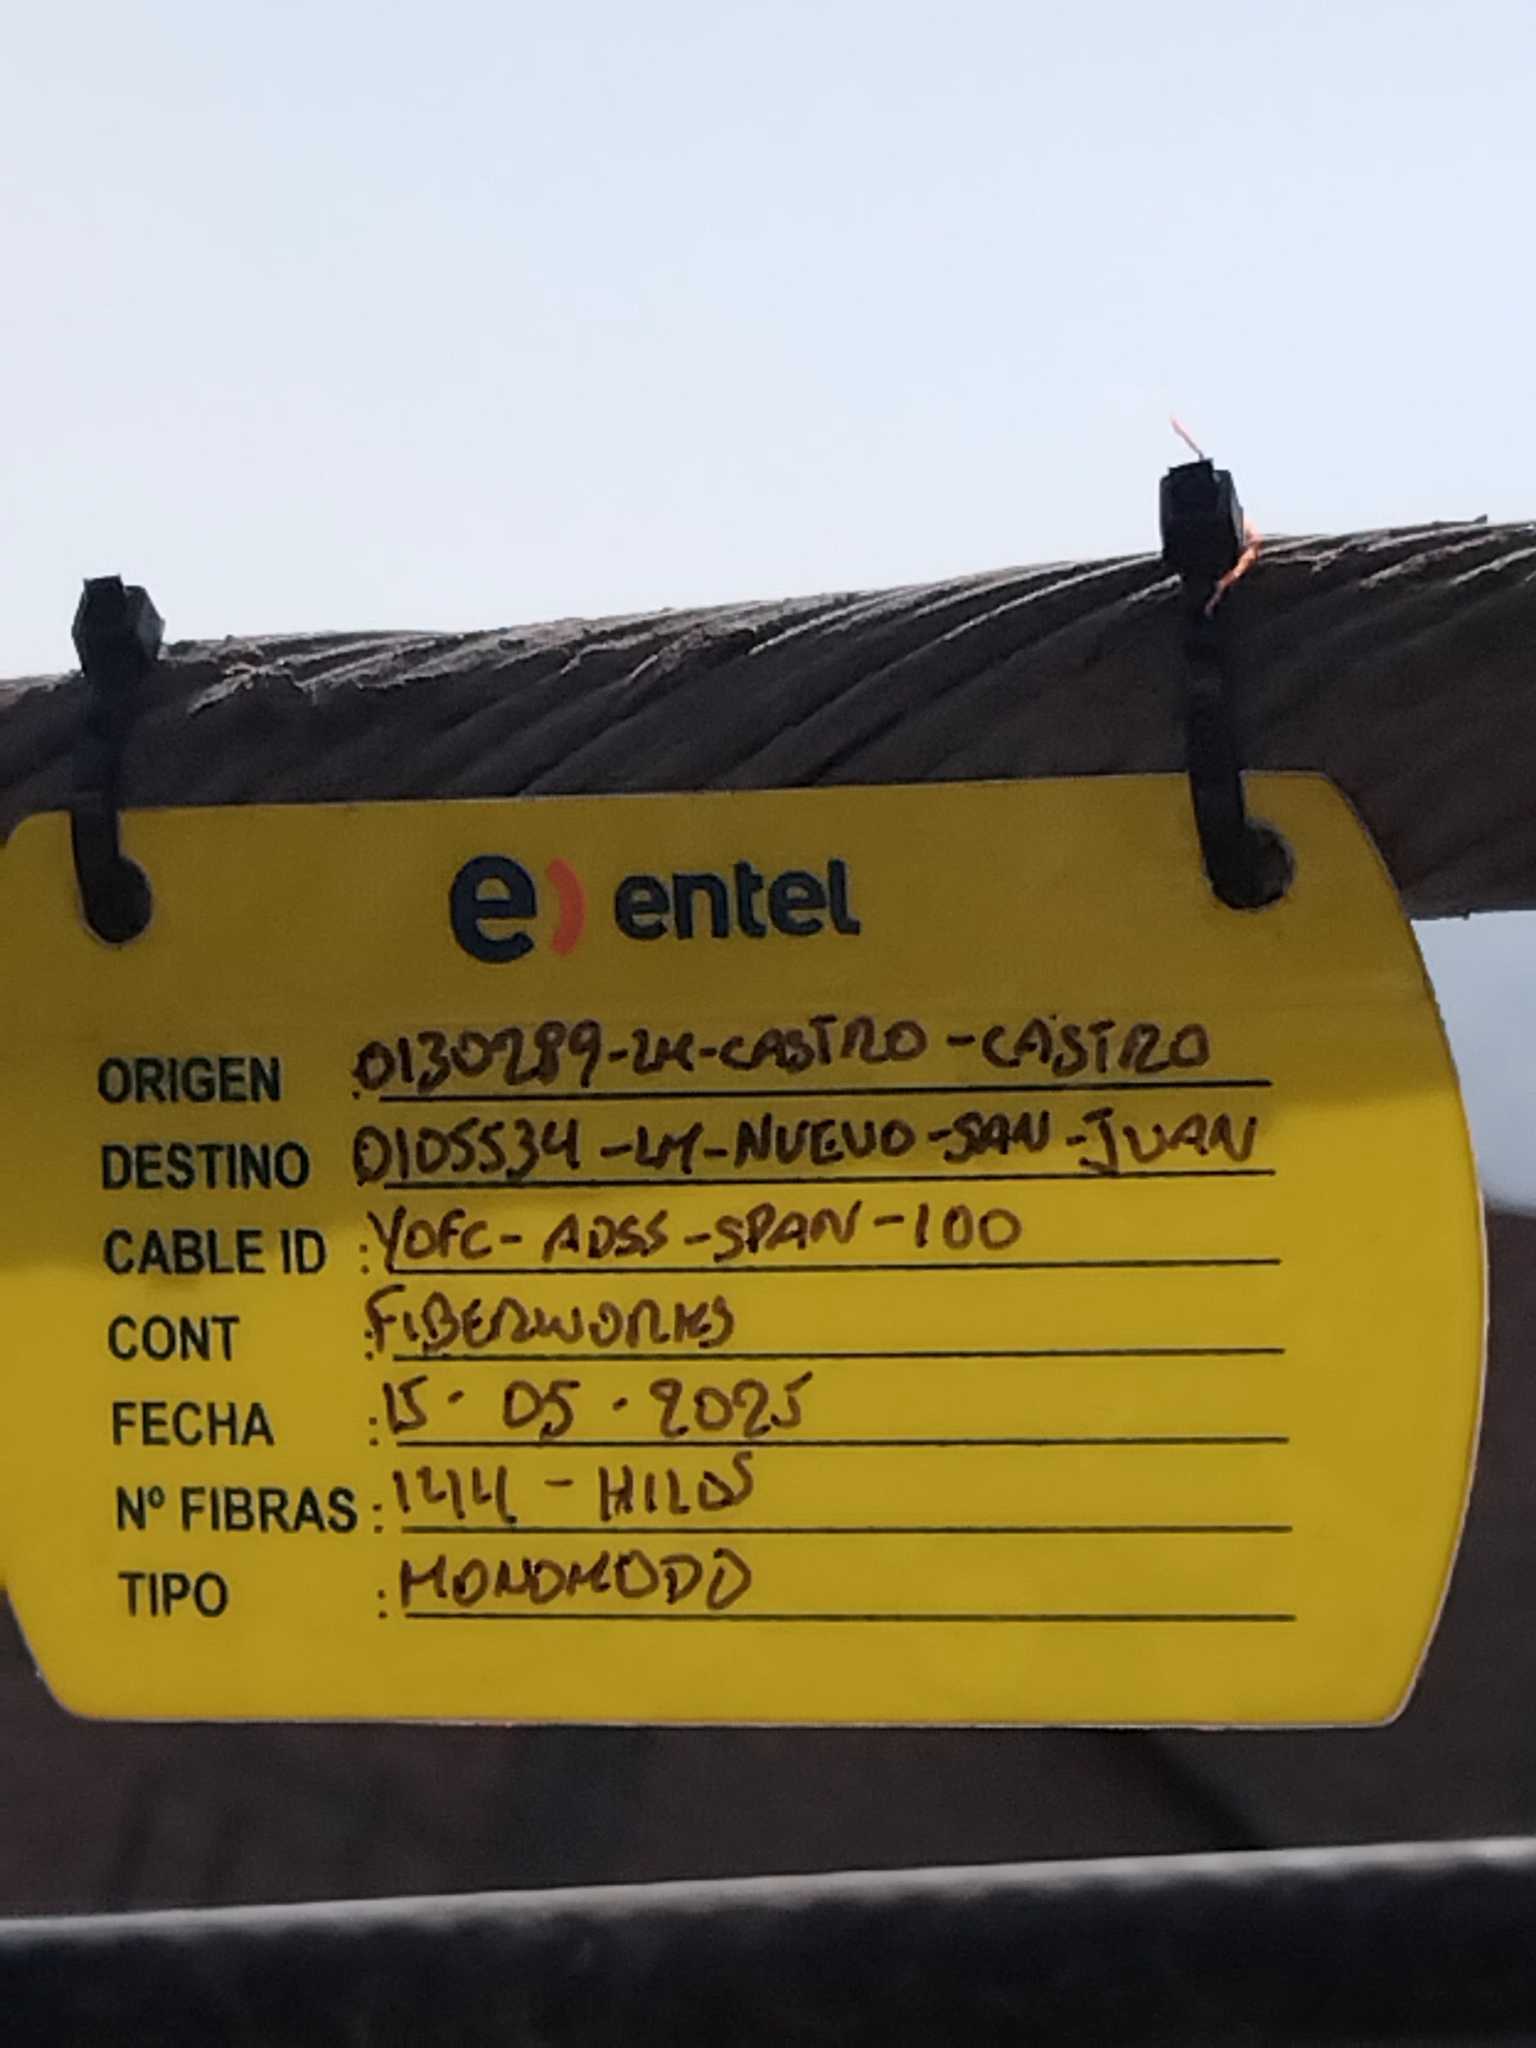 e) entel
ORIGEN : 0130289-LM-CASTRO-CASTRO
DESTINO : 0105534-LM-NUEVO-SAN-JUAN
CABLE ID : YOFC-ADSS-SPAN-100
CONT : FIBERWORKS
FECHA : 15-05-2025
Nº FIBRAS : 144-HILOS
TIPO : MONOMODO